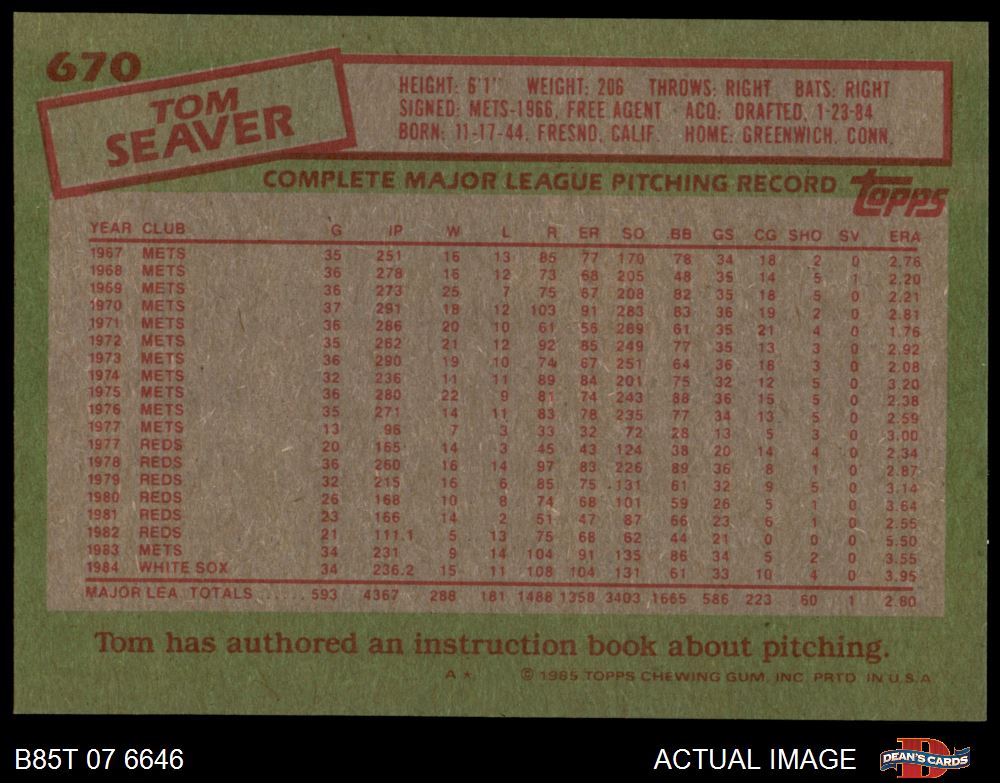 670
TOM
SEAVER
HEIGHT: 6'1" WEIGHT: 206 THROWS: RIGHT BATS: RIGHT
SIGNED: METS-1966, FREE AGENT · ACQ: DRAFTED, 1-23-84
BORN: 11-17-44, FRESNO, CALIF. HOME: GREENWICH, CONN.
COMPLETE MAJOR LEAGUE PITCHING RECORD topps
YEAR CLUB G IP W L R ER SO BB GS CG SHO SV ERA
1967 METS 35 251 16 13 85 77 170 78 34 18 2 0 2.76
1968 METS 36 278 16 12 73 68 205 48 35 14 5 1 2.20
1969 METS 36 273 25 7 75 67 208 82 35 18 5 0 2.21
1970 METS 37 291 18 12 103 91 283 83 36 19 2 0 2.81
1971 METS 36 286 20 10 61 56 289 61 35 21 4 0 1.76
1972 METS 35 262 21 12 92 85 249 77 35 13 3 0 2.92
1973 METS 36 290 19 10 74 67 251 64 36 18 3 0 2.08
1974 METS 32 236 11 11 89 84 201 75 32 12 5 0 3.20
1975 METS 36 280 22 9 81 74 243 88 36 15 5 0 2.38
1976 METS 35 271 14 11 83 78 235 77 34 13 5 0 2.59
1977 METS 13 96 7 3 33 32 72 28 13 5 3 0 3.00
1977 REDS 20 165 14 3 45 43 124 38 20 14 4 0 2.34
1978 REDS 36 260 16 14 97 83 226 89 36 8 1 0 2.87
1979 REDS 32 215 16 6 85 75 131 61 32 9 5 0 3.14
1980 REDS 26 168 10 8 74 68 101 59 26 5 1 0 3.64
1981 REDS 23 166 14 2 51 47 87 66 23 6 1 0 2.55
1982 REDS 21 111.1 5 13 75 68 62 44 21 0 0 0 5.50
1983 METS 34 231 9 14 104 91 135 86 34 5 2 0 3.55
1984 WHITE SOX 34 236.2 15 11 108 104 131 61 33 10 4 0 3.95
MAJOR LEA. TOTALS ..... 593 4367 288 181 1488 1358 3403 1665 586 223 60 1 2.80
Tom has authored an instruction book about pitching.
A *. © 1985 TOPPS CHEWING GUM, INC. PRTD. IN U.S.A.
B85T 07 6646 ACTUAL IMAGE DEAN'S CARDS